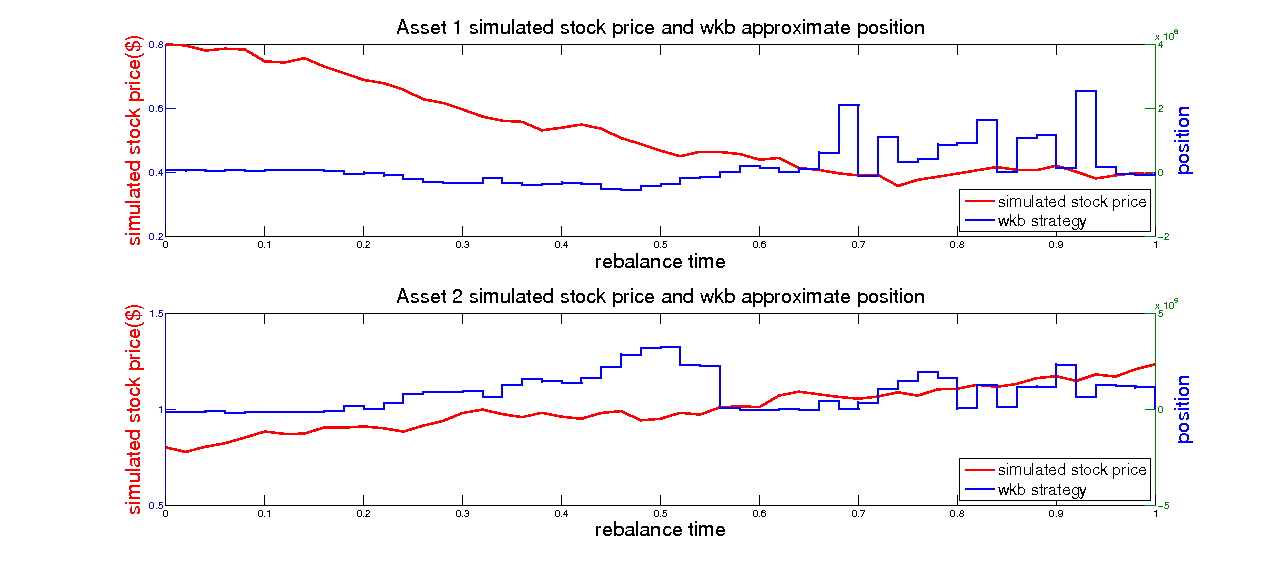 Asset 1 simulated stock price and wkb approximate position
simulated stock price($)
0.8
0.6
0.4
0.2
4
2
0
-2
position
0 0.1 0.2 0.3 0.4 0.5 0.6 0.7 0.8 0.9 1
rebalance time
simulated stock price
wkb strategy
Asset 2 simulated stock price and wkb approximate position
simulated stock price($)
1.5
1
0.5
5
0
-5
position
0 0.1 0.2 0.3 0.4 0.5 0.6 0.7 0.8 0.9 1
rebalance time
simulated stock price
wkb strategy